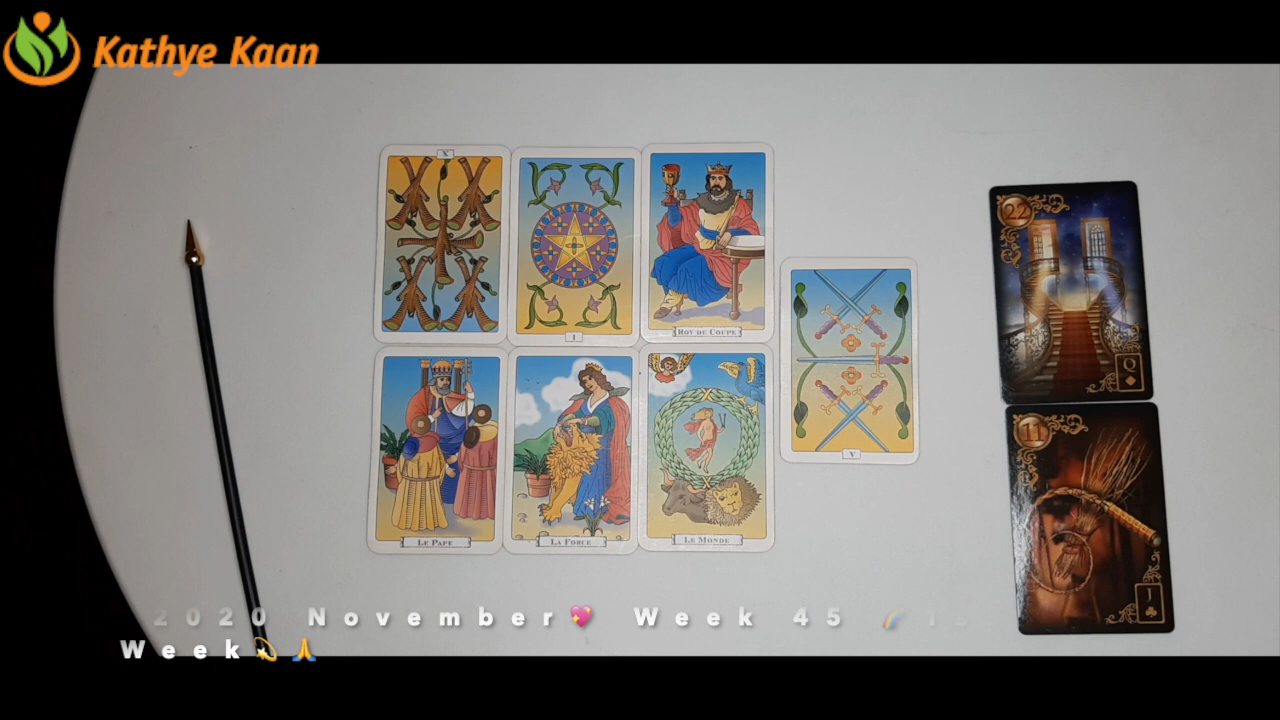 Kathye Kaan
X
I
ROY DE COUPE
22
Q
V
LE PAPE
LA FORCE
LE MONDE
11
J
2020 November💖 Week 45 🌈
Week💫🙏